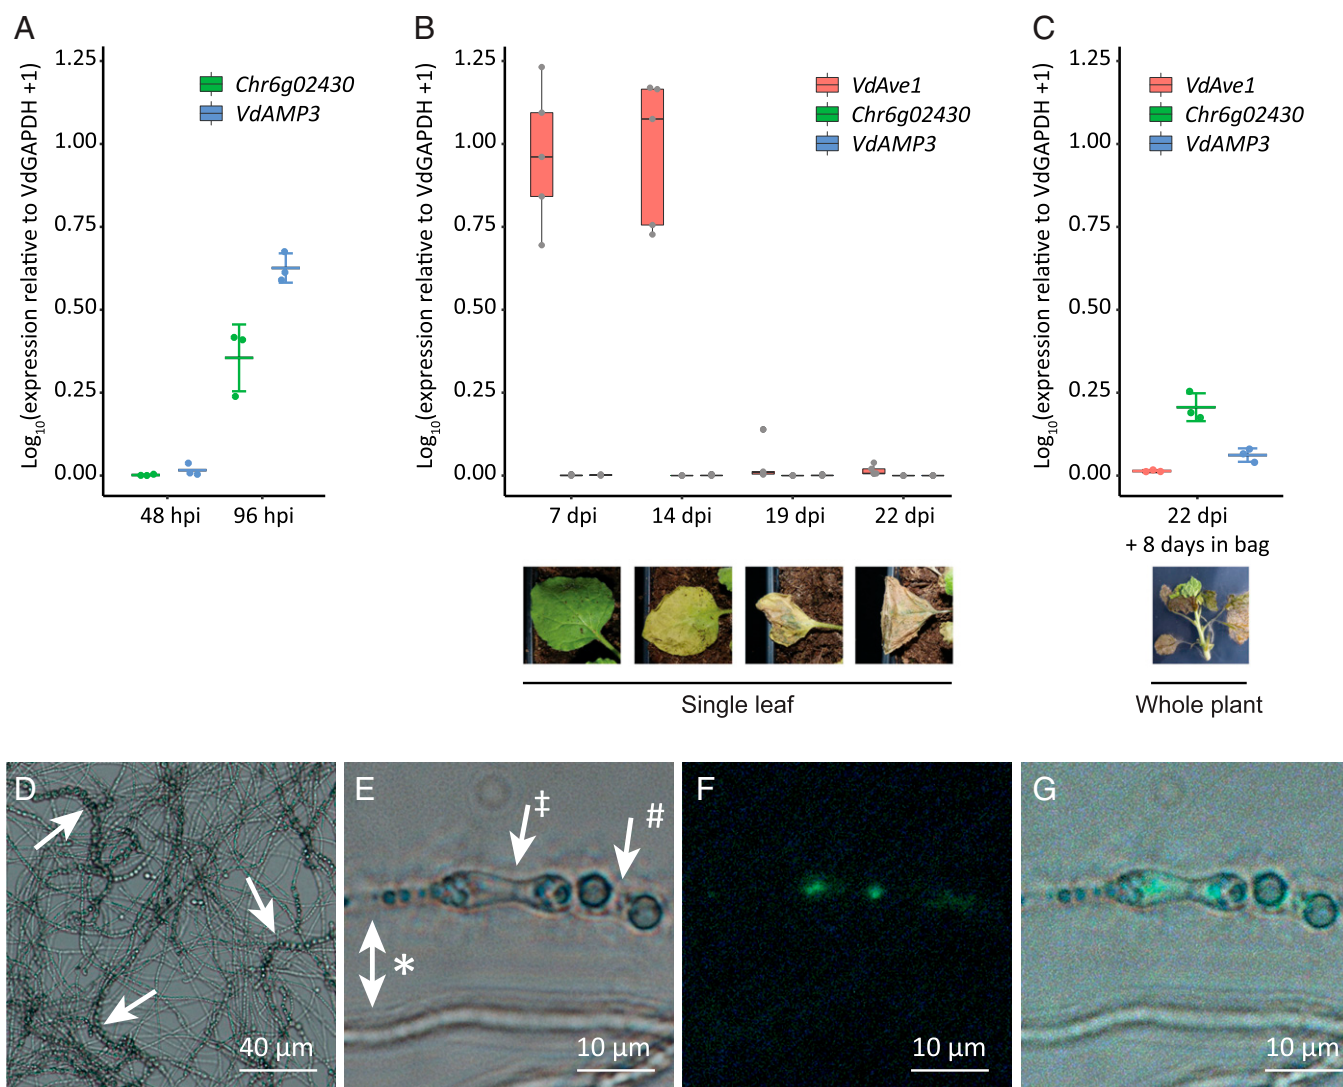 A
Log10(expression relative to VdGAPDH +1)
1.25
1.00
0.75
0.50
0.25
0.00
Chr6g02430
VdAMP3
48 hpi
96 hpi
B
Log10(expression relative to VdGAPDH +1)
1.25
1.00
0.75
0.50
0.25
0.00
VdAve1
Chr6g02430
VdAMP3
7 dpi
14 dpi
19 dpi
22 dpi
Single leaf
C
Log10(expression relative to VdGAPDH +1)
1.25
1.00
0.75
0.50
0.25
0.00
VdAve1
Chr6g02430
VdAMP3
22 dpi
+ 8 days in bag
Whole plant
D
40 µm
E
‡
#
*
10 µm
F
10 µm
G
10 µm